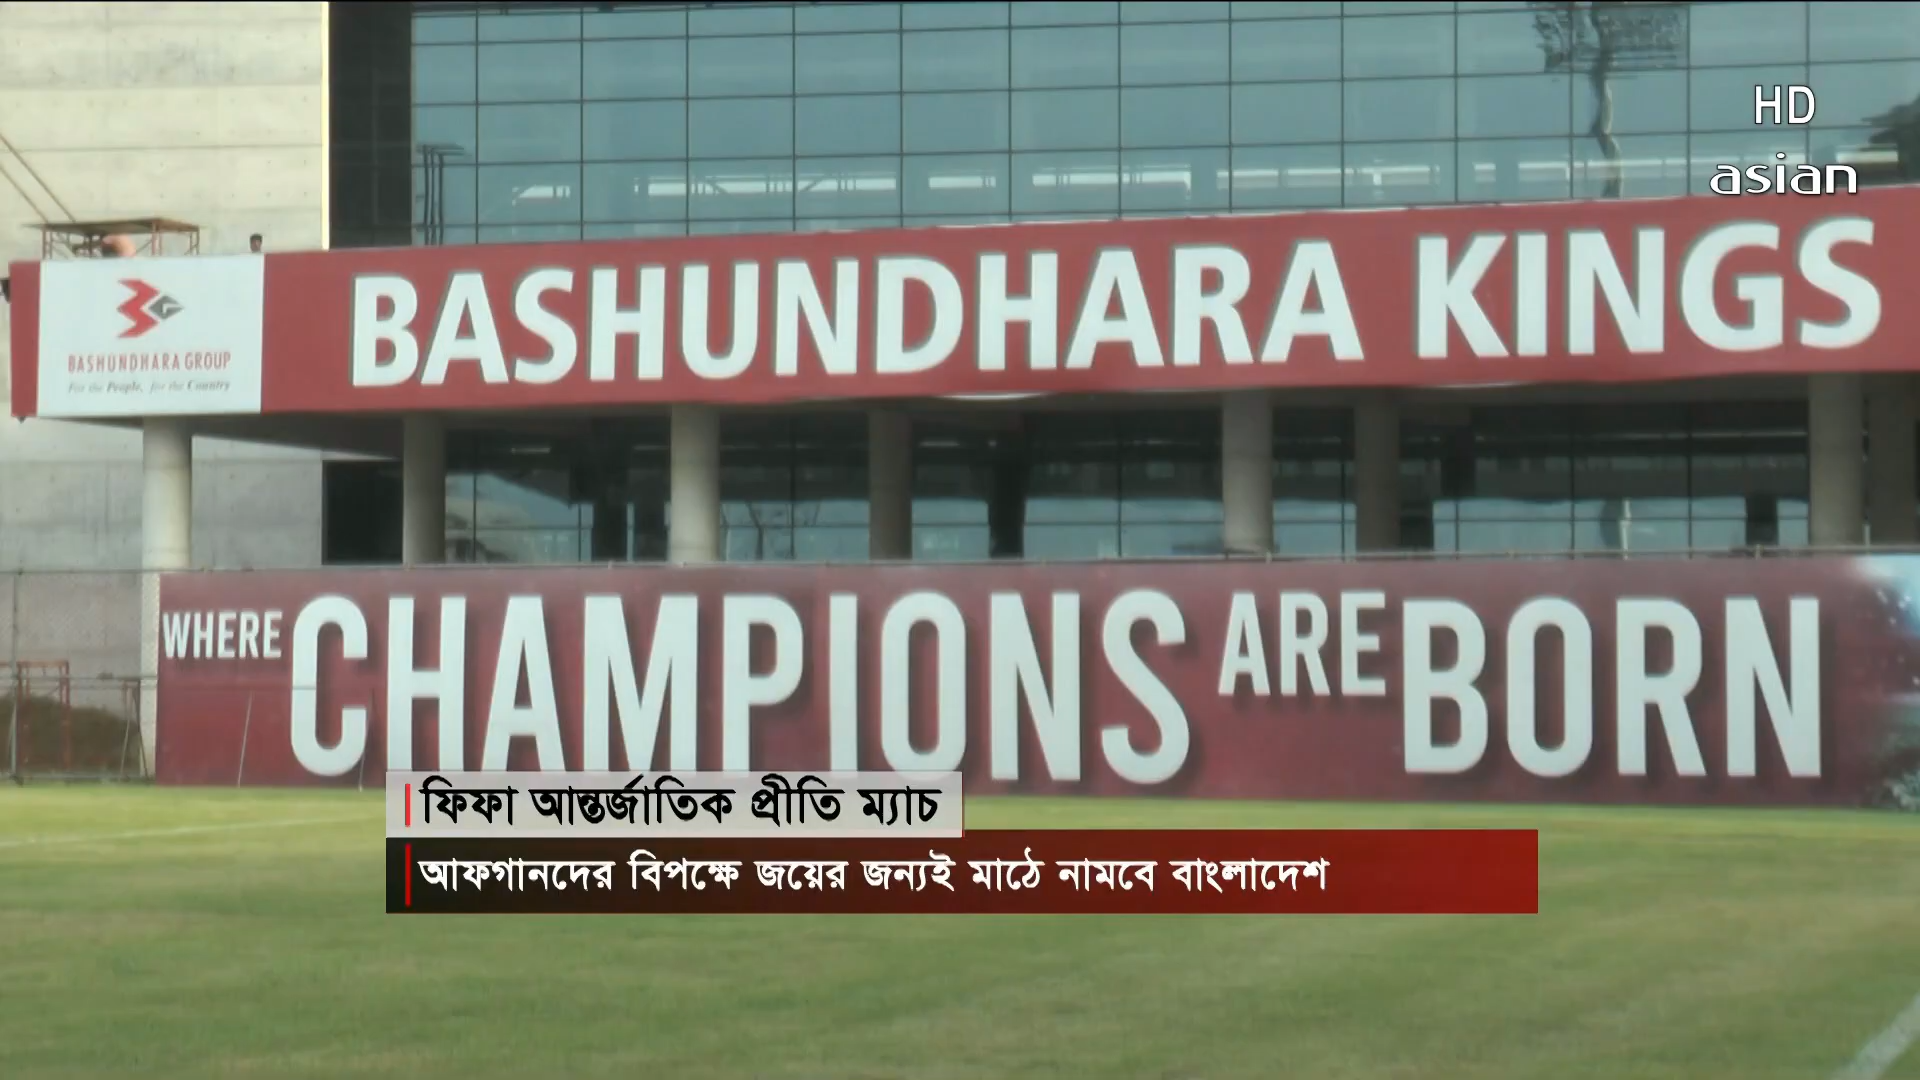 HD
asian
BASHUNDHARA KINGS
BASHUNDHARA GROUP
For the People, for the Country
WHERE CHAMPIONS ARE BORN
ফিফা আন্তর্জাতিক প্রীতি ম্যাচ
আফগানদের বিপক্ষে জয়ের জন্যই মাঠে নামবে বাংলাদেশ